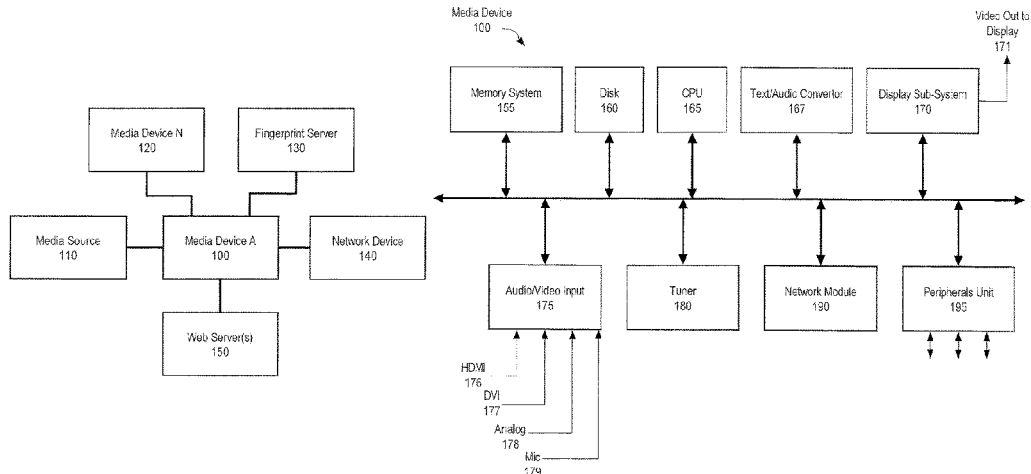 Media Device N
120
Fingerprint Server
130
Media Source
110
Media Device A
100
Network Device
140
Web Server(s)
150
Media Device
100
Video Out to
Display
171
Memory System
155
Disk
160
CPU
165
Text/Audio Convertor
167
Display Sub-System
170
Audio/Video Input
175
Tuner
180
Network Module
190
Peripherals Unit
195
HDMI
176
DVI
177
Analog
178
Mic
179